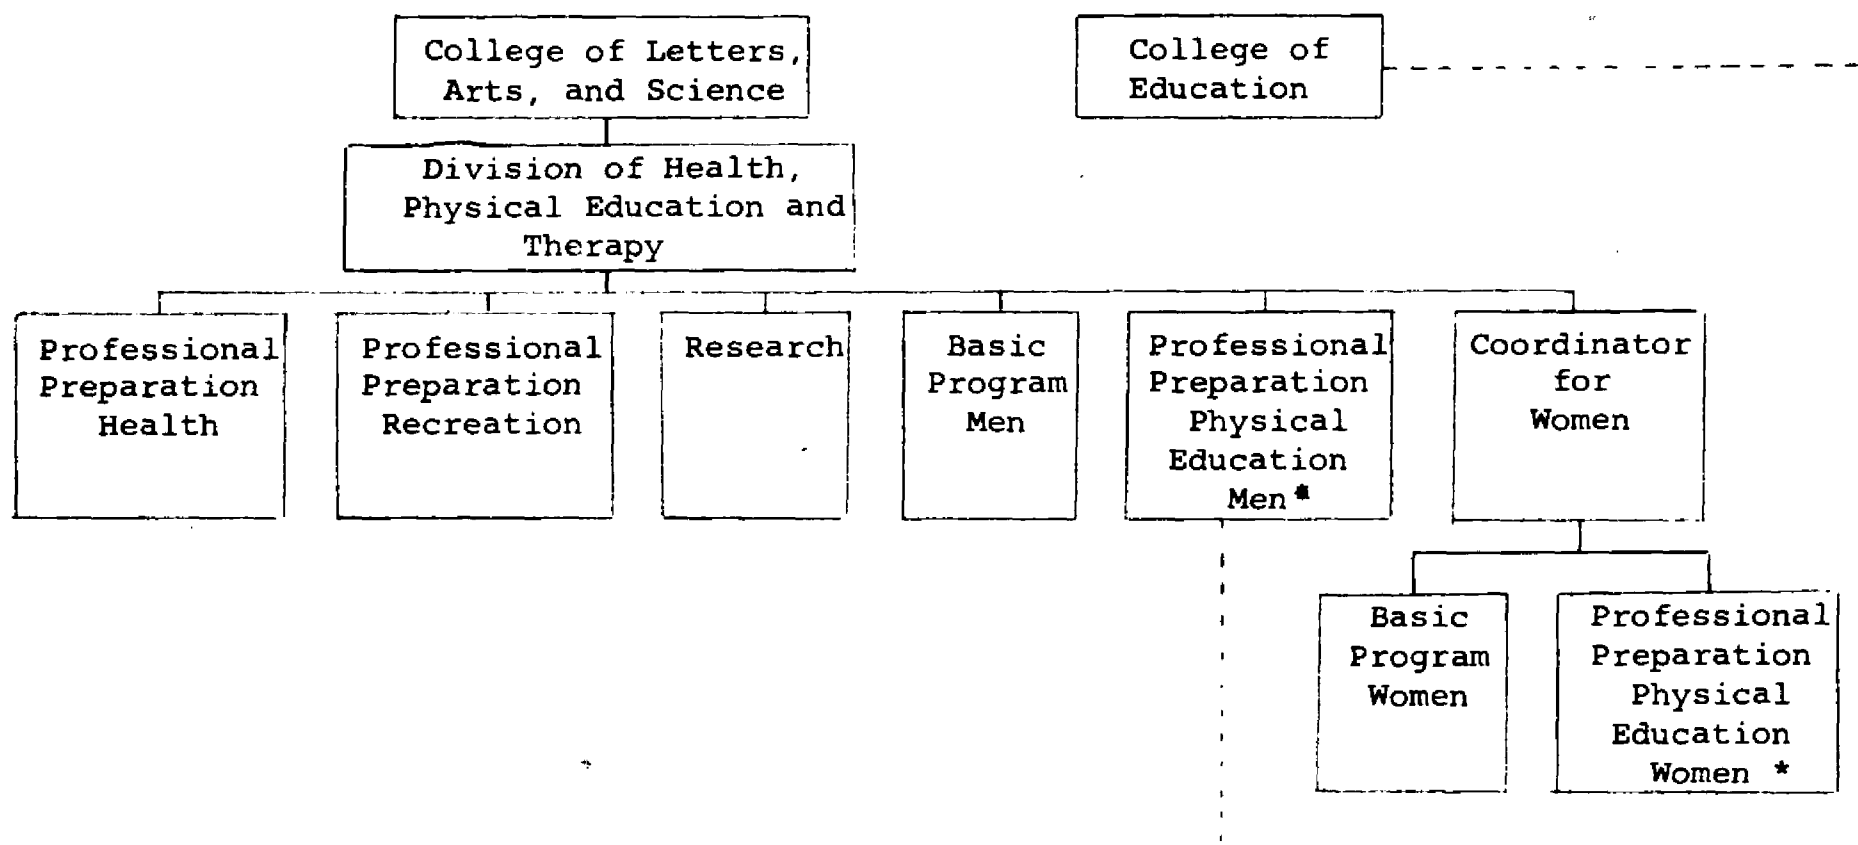 College of Letters,
Arts, and Science
College of
Education
Division of Health,
Physical Education and
Therapy
Professional
Preparation
Health
Professional
Preparation
Recreation
Research
Basic
Program
Men
Professional
Preparation
Physical
Education
Men*
Coordinator
for
Women
Basic
Program
Women
Professional
Preparation
Physical
Education
Women *